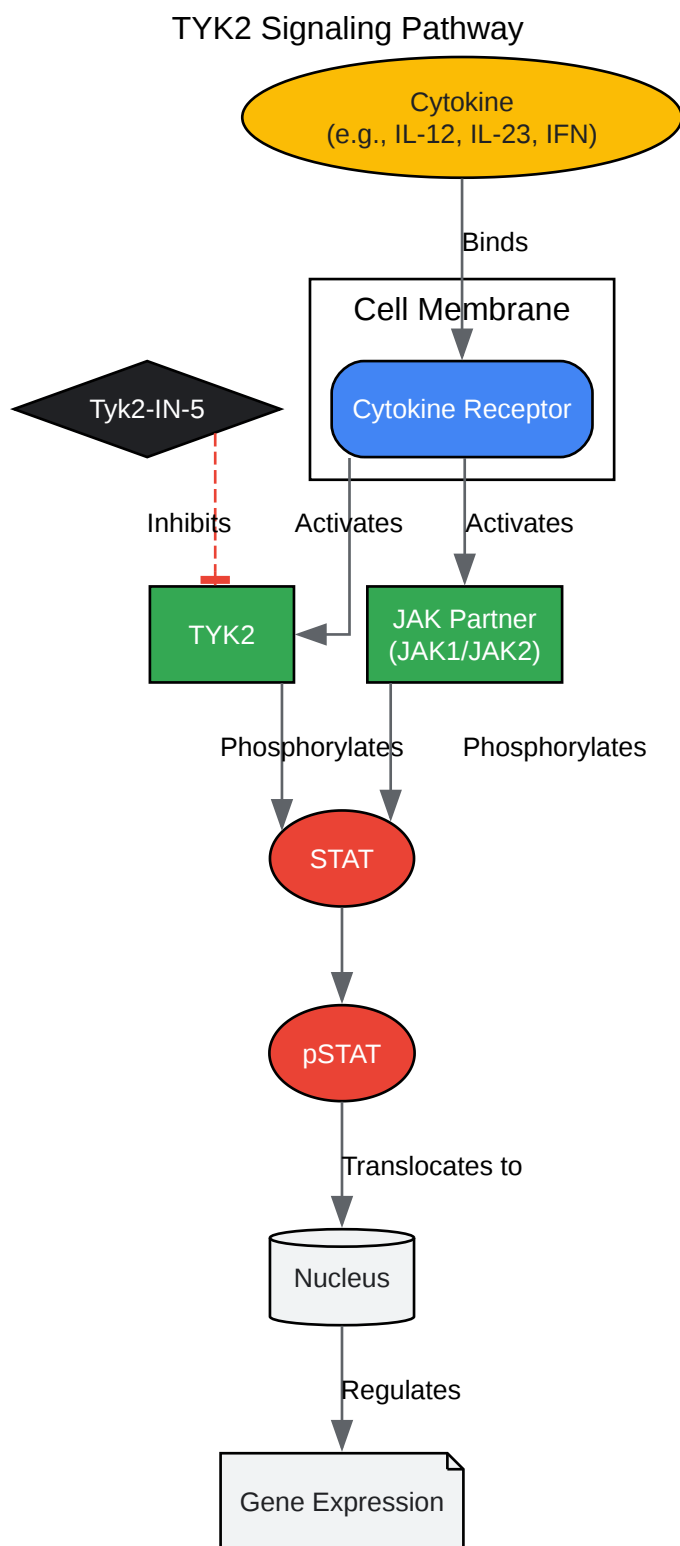 TYK2 Signaling Pathway
Cytokine
(e.g., IL-12, IL-23, IFN)
Binds
Cell Membrane
Tyk2-IN-5
Cytokine Receptor
Inhibits
Activates
Activates
TYK2
JAK Partner
(JAK1/JAK2)
Phosphorylates
Phosphorylates
STAT
pSTAT
Translocates to
Nucleus
Regulates
Gene Expression